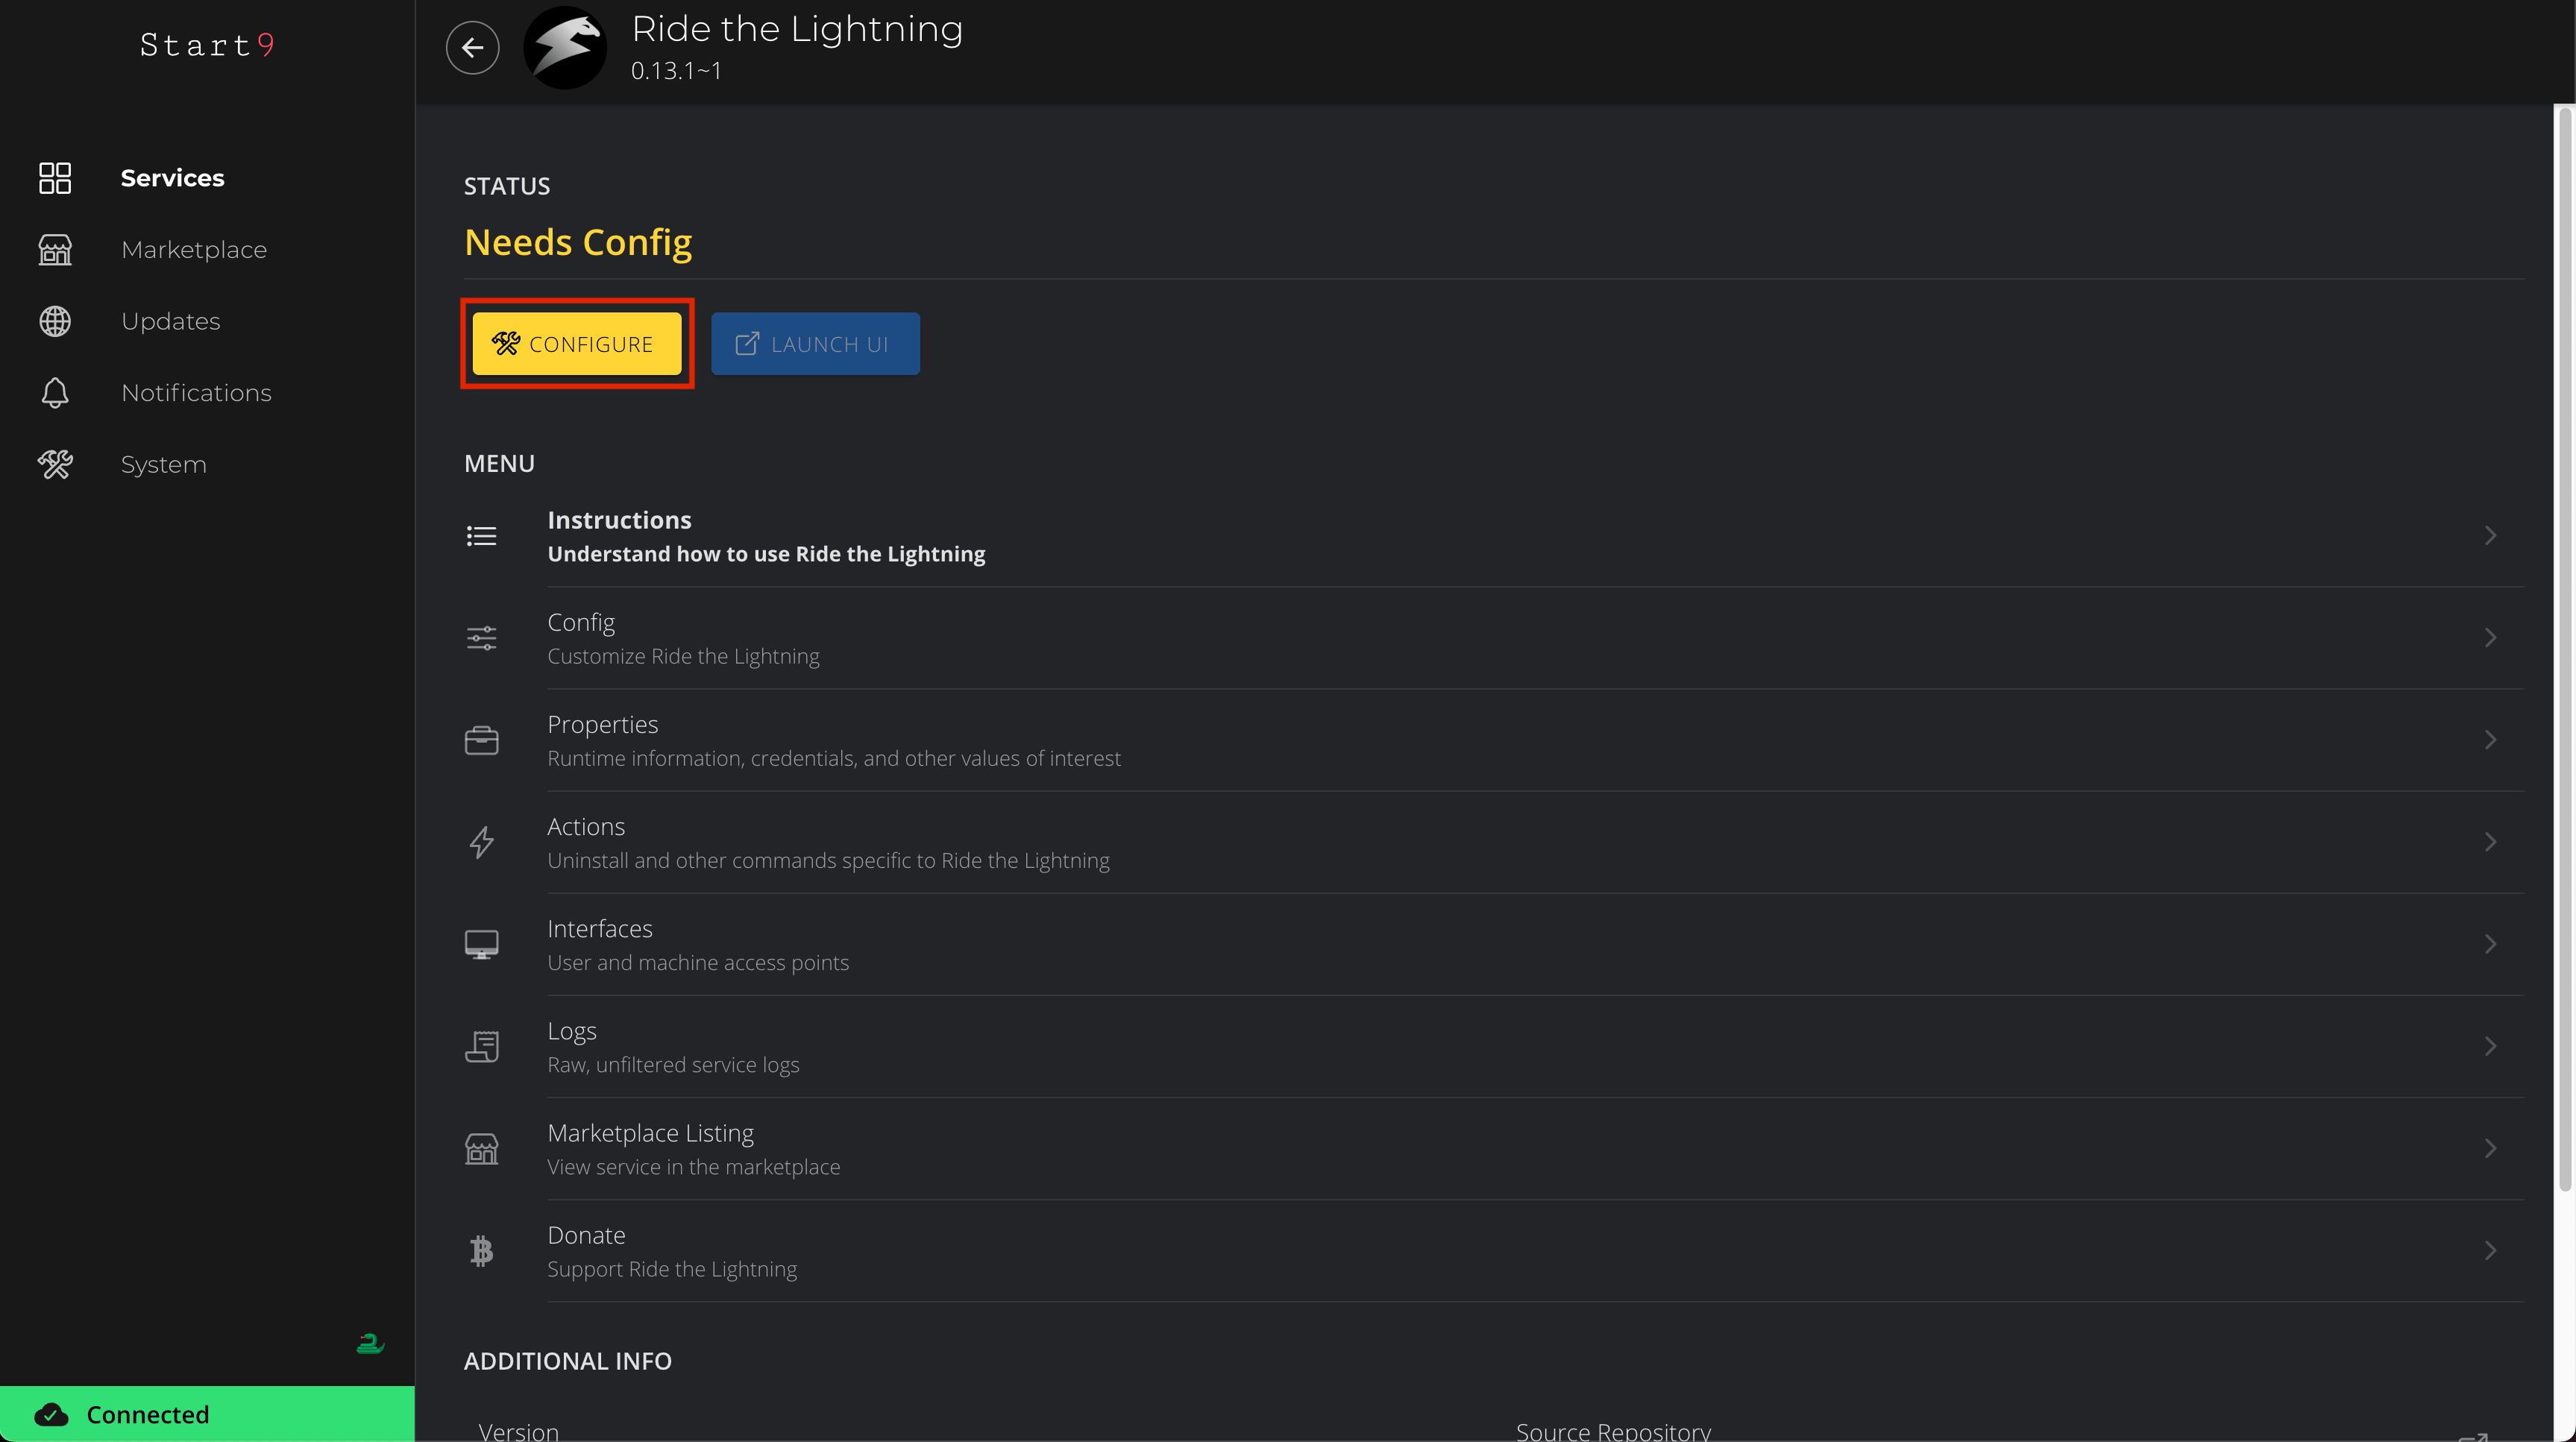 Start9
Services
Marketplace
Updates
Notifications
System
Connected
Ride the Lightning
0.13.1~1
STATUS
Needs Config
CONFIGURE
LAUNCH UI
MENU
Instructions
Understand how to use Ride the Lightning
Config
Customize Ride the Lightning
Properties
Runtime information, credentials, and other values of interest
Actions
Uninstall and other commands specific to Ride the Lightning
Interfaces
User and machine access points
Logs
Raw, unfiltered service logs
Marketplace Listing
View service in the marketplace
Donate
Support Ride the Lightning
ADDITIONAL INFO
Version
Source Repository